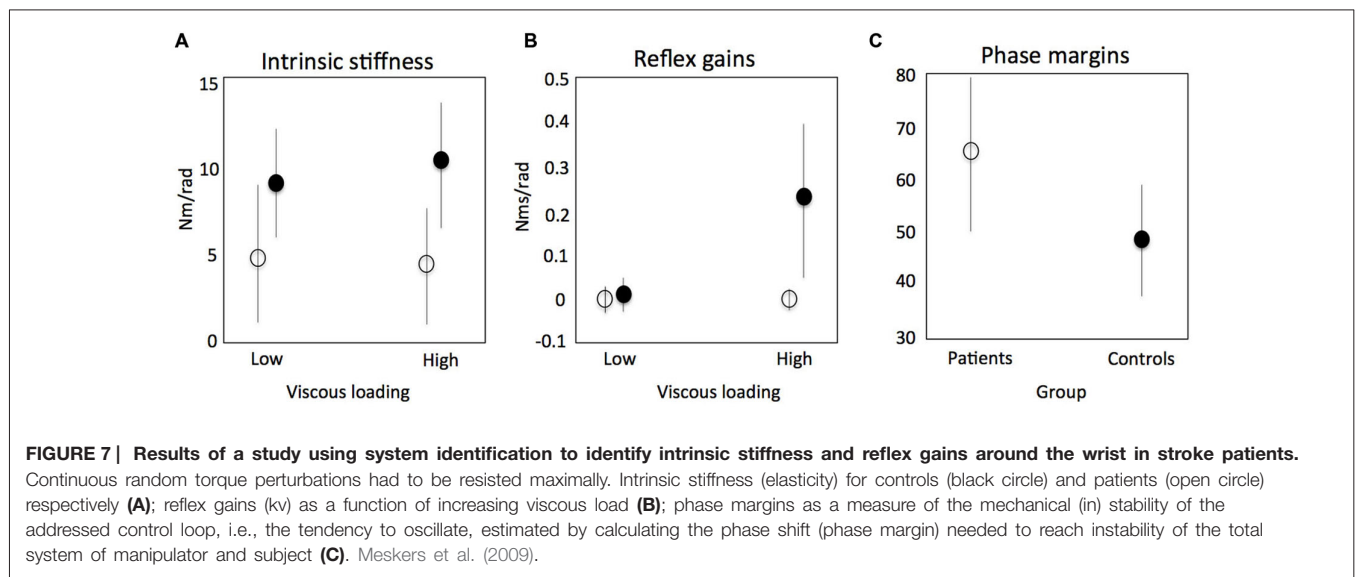 A
Intrinsic stiffness
15
10
5
0
Nm/rad
Low
High
Viscous loading
B
Reflex gains
0.5
0.4
0.3
0.2
0.1
0
-0.1
Nms/rad
Low
High
Viscous loading
C
Phase margins
80
70
60
50
40
30
Patients
Controls
Group
FIGURE 7 | Results of a study using system identification to identify intrinsic stiffness and reflex gains around the wrist in stroke patients.
Continuous random torque perturbations had to be resisted maximally. Intrinsic stiffness (elasticity) for controls (black circle) and patients (open circle)
respectively (A); reflex gains (kv) as a function of increasing viscous load (B); phase margins as a measure of the mechanical (in) stability of the
addressed control loop, i.e., the tendency to oscillate, estimated by calculating the phase shift (phase margin) needed to reach instability of the total
system of manipulator and subject (C). Meskers et al. (2009).